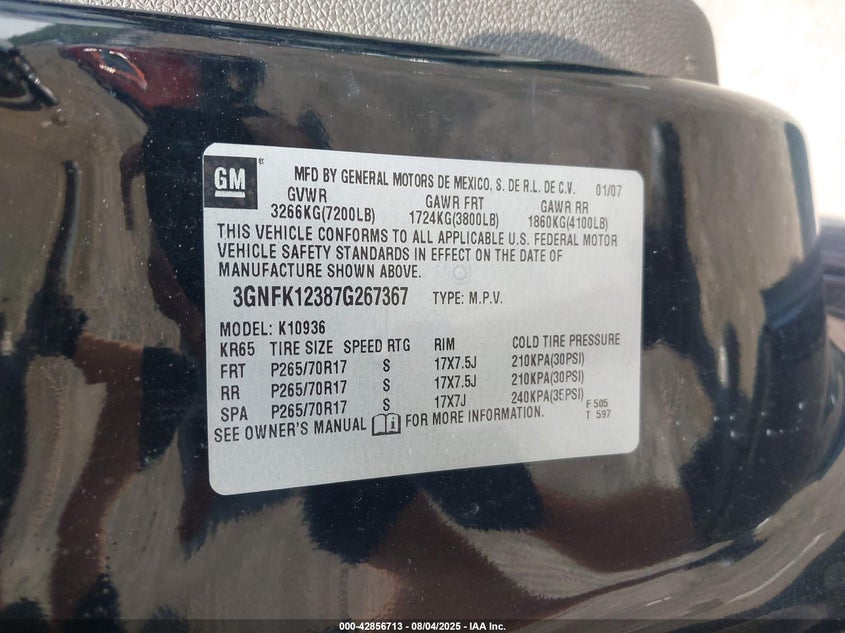 GM ® MFD BY GENERAL MOTORS DE MEXICO, S. DE R.L. DE C.V. 01/07
GVWR GAWR FRT GAWR RR
3266KG(7200LB) 1724KG(3800LB) 1860KG(4100LB)
THIS VEHICLE CONFORMS TO ALL APPLICABLE U.S. FEDERAL MOTOR
VEHICLE SAFETY STANDARDS IN EFFECT ON THE DATE OF
MANUFACTURE SHOWN ABOVE.
3GNFK12387G267367 TYPE: M.P.V.
MODEL: K10936
KR65 TIRE SIZE SPEED RTG RIM COLD TIRE PRESSURE
FRT P265/70R17 S 17X7.5J 210KPA(30PSI)
RR P265/70R17 S 17X7.5J 210KPA(30PSI)
SPA P265/70R17 S 17X7J 240KPA(35PSI)
F 505
T 597
SEE OWNER'S MANUAL FOR MORE INFORMATION.
000-42856713 - 08/04/2025 - IAA Inc.